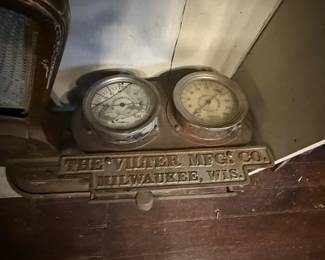 THE VILTER MFG. CO.
MILWAUKEE, WIS.